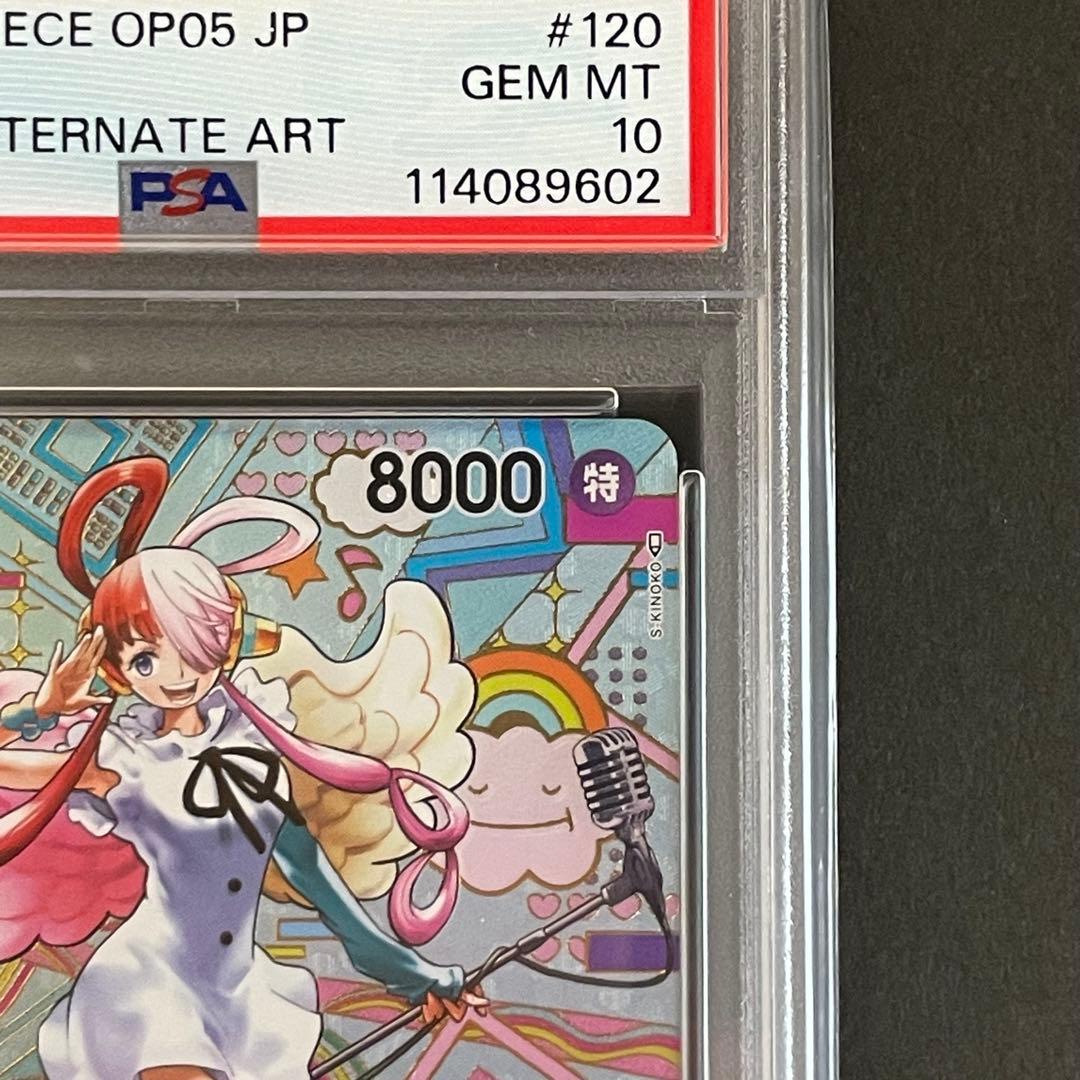 ECE OP05 JP #120
GEM MT
TERNATE ART 10
PSA 114089602
8000 特
S-KINOKO